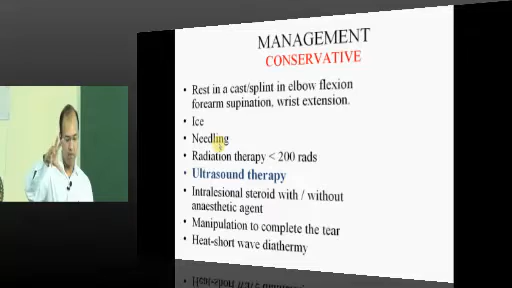 MANAGEMENT
CONSERVATIVE
• Rest in a cast/splint in elbow flexion
forearm supination, wrist extension.
• Ice
• Needling
• Radiation therapy < 200 rads
• Ultrasound therapy
• Intralesional steroid with / without
anaesthetic agent
• Manipulation to complete the tear
• Heat-short wave diathermy